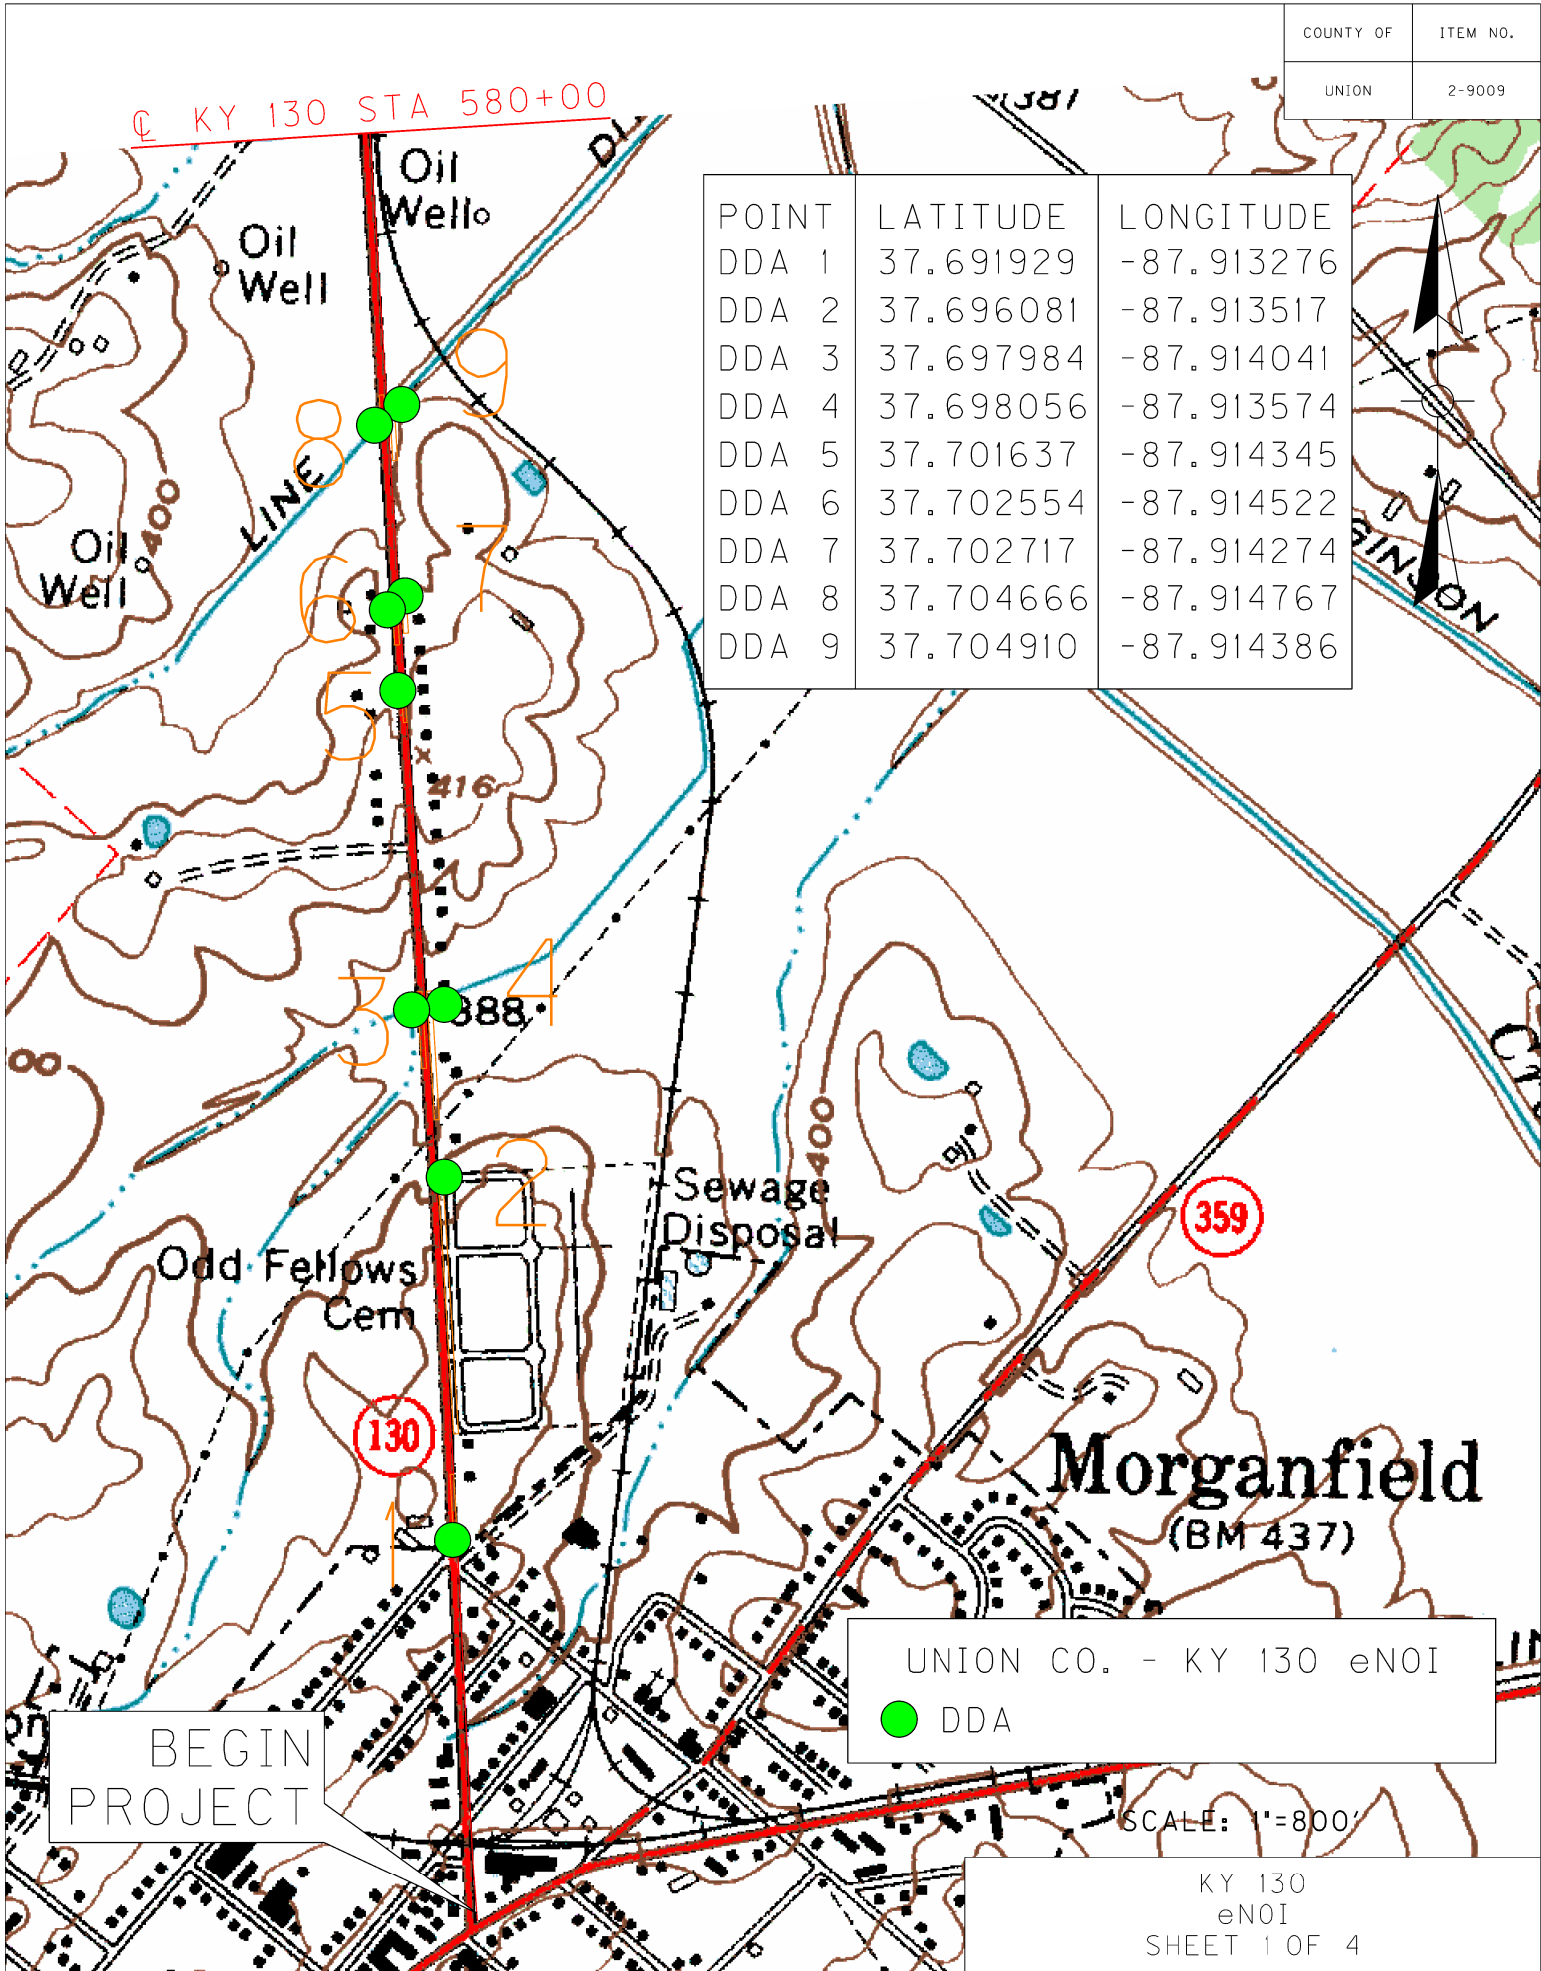 COUNTY OF ITEM NO.
UNION 2-9009
℄ KY 130 STA 580+00
381
Oil
Well
Oil
Well
POINT LATITUDE LONGITUDE
DDA 1 37.691929 -87.913276
DDA 2 37.696081 -87.913517
DDA 3 37.697984 -87.914041
DDA 4 37.698056 -87.913574
DDA 5 37.701637 -87.914345
DDA 6 37.702554 -87.914522
DDA 7 37.702717 -87.914274
DDA 8 37.704666 -87.914767
DDA 9 37.704910 -87.914386
9
8
LINE
400
Oil
Well
7
6
GINSON
5
416
4
3
388
00
400
2
Sewage
Disposal
359
Odd Fellows
Cem
130
1
Morganfield
(BM 437)
UNION CO. - KY 130 eNOI
DDA
BEGIN
PROJECT
SCALE: 1"=800'
KY 130
eNOI
SHEET 1 OF 4